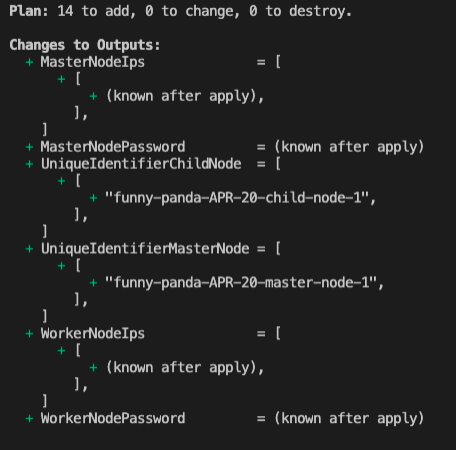 Plan: 14 to add, 0 to change, 0 to destroy.
Changes to Outputs:
+ MasterNodeIps = [
+ [
+ (known after apply),
],
]
+ MasterNodePassword = (known after apply)
+ UniqueIdentifierChildNode = [
+ [
+ "funny-panda-APR-20-child-node-1",
],
]
+ UniqueIdentifierMasterNode = [
+ [
+ "funny-panda-APR-20-master-node-1",
],
]
+ WorkerNodeIps = [
+ [
+ (known after apply),
],
]
+ WorkerNodePassword = (known after apply)